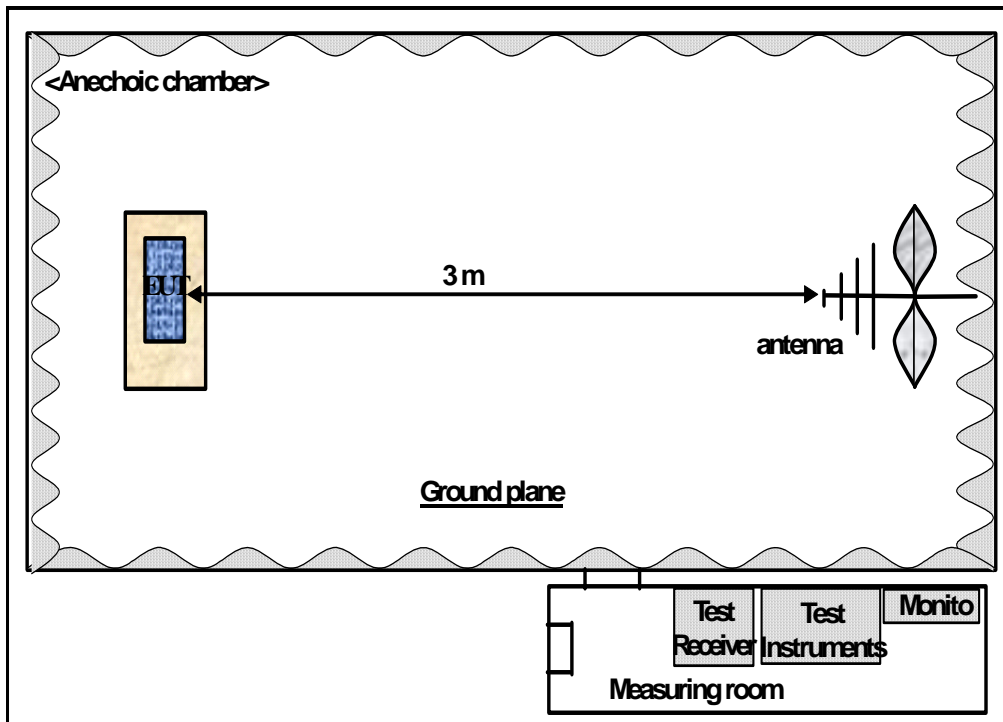 <Anechoic chamber>
EUT
3 m
antenna
Ground plane
Test
Receiver
Test
Instruments
Monito
Measuring room